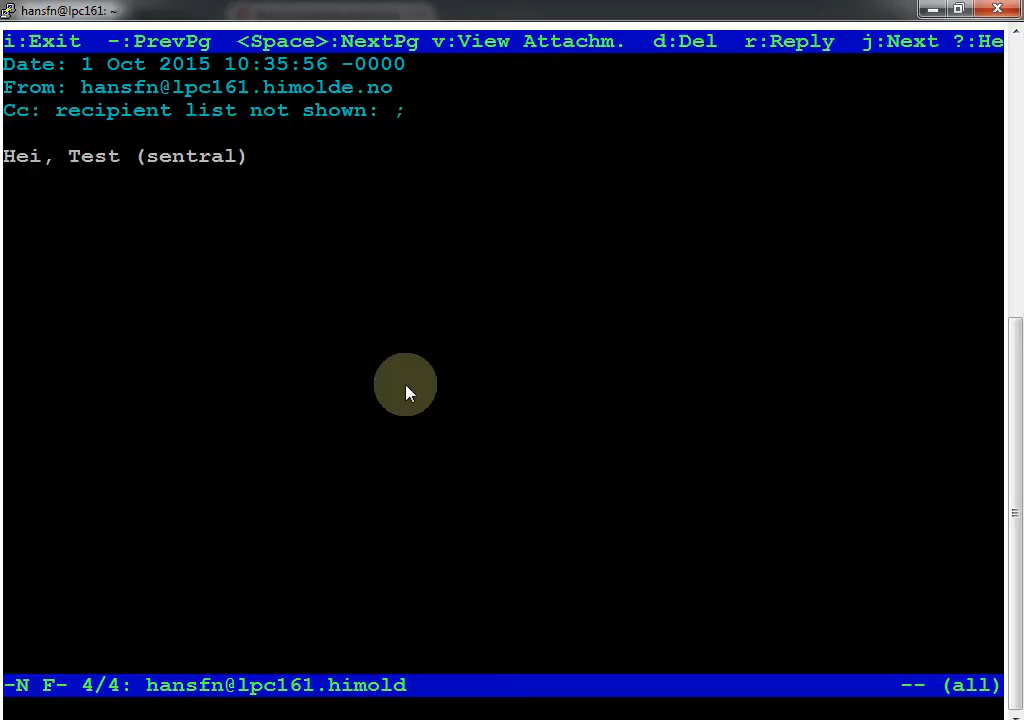 hansfn@lpc161: ~
i:Exit  -:PrevPg  <Space>:NextPg v:View Attachm.  d:Del  r:Reply  j:Next ?:He
Date: 1 Oct 2015 10:35:56 -0000
From: hansfn@lpc161.himolde.no
Cc: recipient list not shown: ;
Hei, Test (sentral)
-N F- 4/4: hansfn@lpc161.himold -- (all)